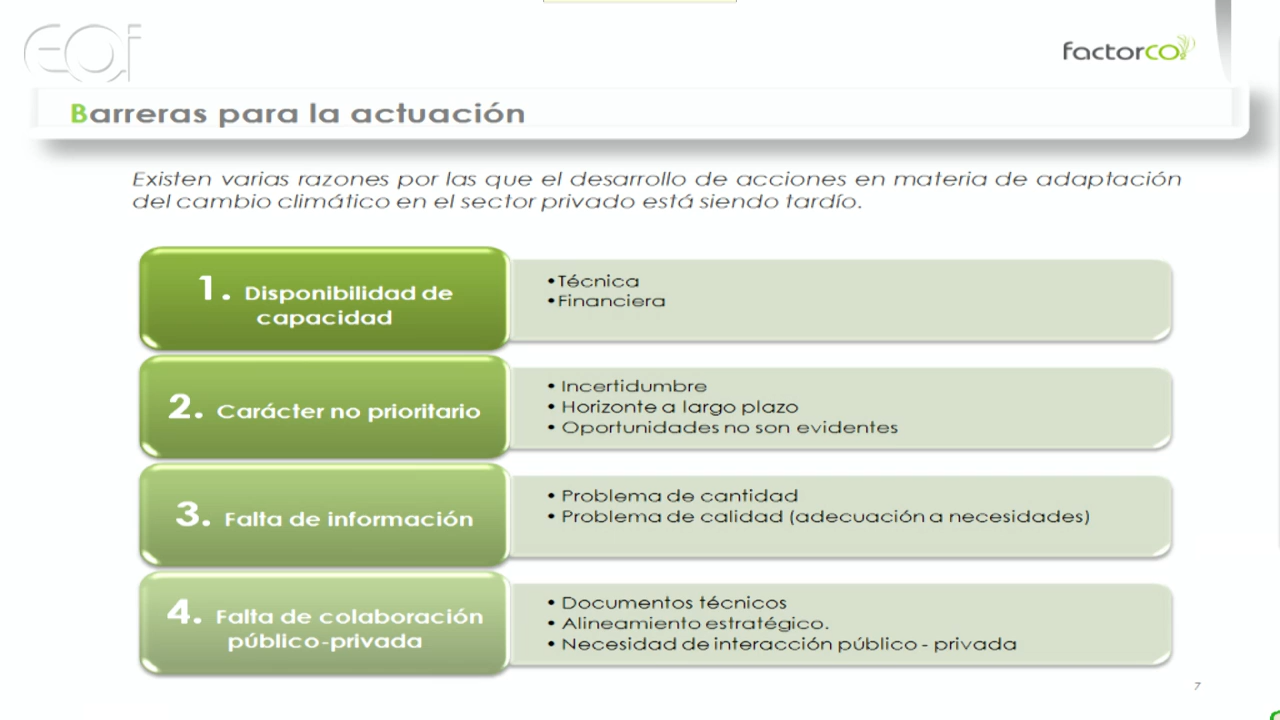 eoi
factorco2
Barreras para la actuación
Existen varias razones por las que el desarrollo de acciones en materia de adaptación
del cambio climático en el sector privado está siendo tardío.
1. Disponibilidad de
capacidad
•Técnica
•Financiera
2. Carácter no prioritario
• Incertidumbre
• Horizonte a largo plazo
• Oportunidades no son evidentes
3. Falta de información
• Problema de cantidad
• Problema de calidad (adecuación a necesidades)
4. Falta de colaboración
público-privada
• Documentos técnicos
• Alineamiento estratégico.
• Necesidad de interacción público - privada
7